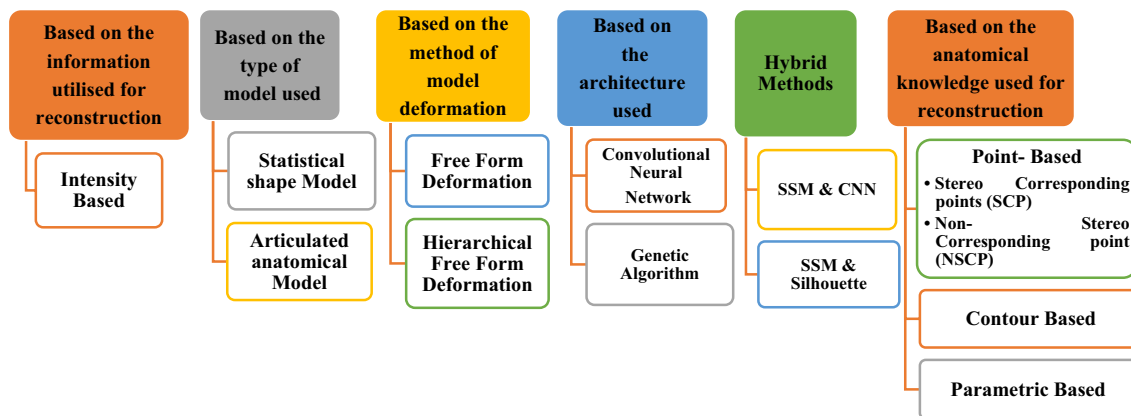 Based on the
information
utilised for
reconstruction
Intensity
Based
Based on the
type of
model used
Statistical
shape Model
Articulated
anatomical
Model
Based on the
method of
model
deformation
Free Form
Deformation
Hierarchical
Free Form
Deformation
Based on
the
architecture
used
Convolutional
Neural
Network
Genetic
Algorithm
Hybrid
Methods
SSM & CNN
SSM &
Silhouette
Based on the
anatomical
knowledge used for
reconstruction
Point- Based
• Stereo Corresponding
points (SCP)
• Non- Stereo
Corresponding point
(NSCP)
Contour Based
Parametric Based